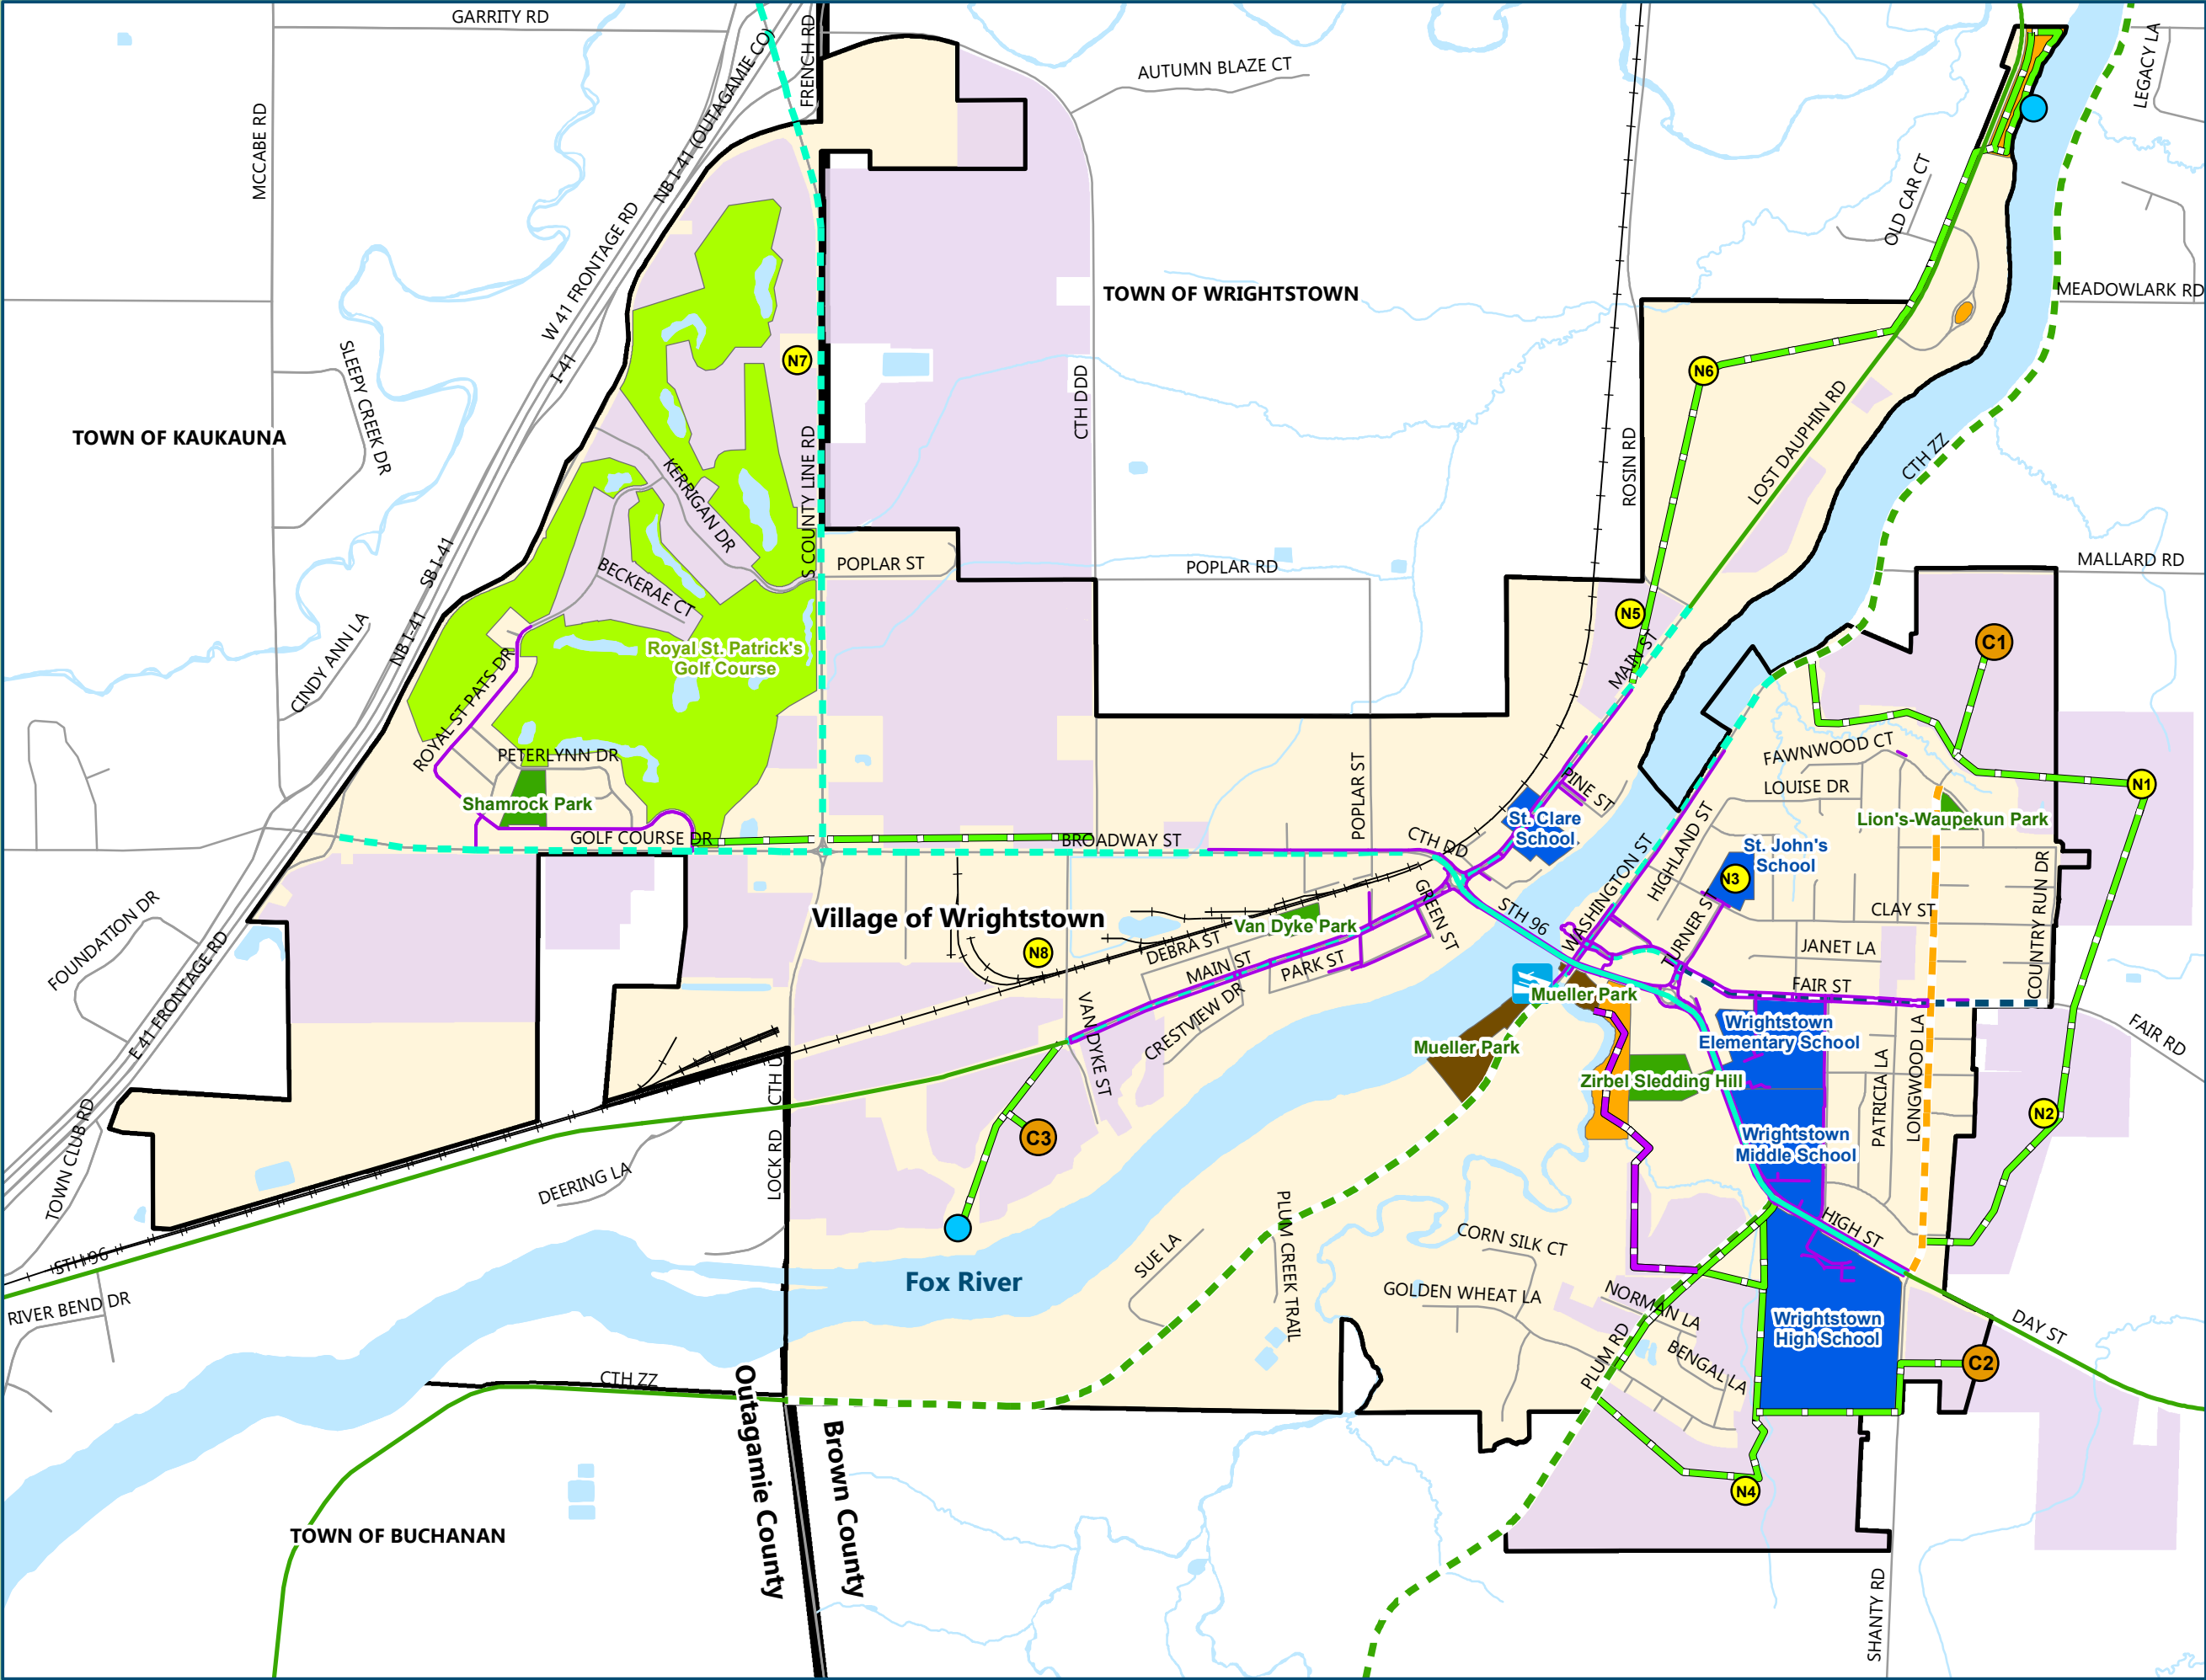 GARRITY RD
FRENCH RD
NB I-41 (OUTAGAMIE CO)
AUTUMN BLAZE CT
LEGACY LA
MCCABE RD
OLD CAR CT
W 41 FRONTAGE RD
TOWN OF WRIGHTSTOWN
MEADOWLARK RD
I-41
N7
N6
SLEEPY CREEK DR
CTH DDD
LOST DAUPHIN RD
TOWN OF KAUKAUNA
CTH ZZ
ROSIN RD
KERRIGAN DR
S COUNTY LINE RD
SB I-41
POPLAR ST
POPLAR RD
MALLARD RD
BECKERAE CT
N5
NB I-41
CINDY ANN LA
Royal St. Patrick's
Golf Course
MAIN ST
C1
ROYAL ST PATS DR
PETERLYNN DR
POPLAR ST
PINE ST
FAWNWOOD CT
LOUISE DR
N1
Shamrock Park
GOLF COURSE DR
BROADWAY ST
CTH RD
St. Clare
School
HIGHLAND ST
Lion's-Waupekun Park
St. John's
School
N3
WASHINGTON ST
COUNTRY RUN DR
FOUNDATION DR
Village of Wrightstown
Van Dyke Park
GREEN ST
STH 96
TURNER ST
CLAY ST
E 41 FRONTAGE RD
N8
DEBRA ST
MAIN ST
PARK ST
JANET LA
FAIR ST
Mueller Park
VAN DYKE ST
CRESTVIEW DR
Mueller Park
Wrightstown
Elementary School
FAIR RD
CTH U
Zirbel Sledding Hill
PATRICIA LA
LONGWOOD LA
N2
TOWN CLUB RD
C3
Wrightstown
Middle School
LOCK RD
DEERING LA
STH 96
PLUM CREEK TRAIL
SUE LA
CORN SILK CT
HIGH ST
Fox River
GOLDEN WHEAT LA
NORMAN LA
RIVER BEND DR
Wrightstown
High School
DAY ST
PLUM RD
BENGAL LA
C2
CTH ZZ
Outagamie County
Brown County
N4
TOWN OF BUCHANAN
SHANTY RD